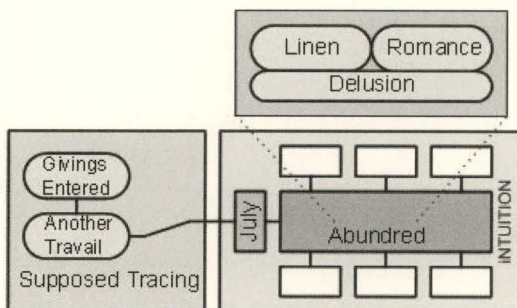 Linen Romance
Delusion
Givings
Entered
Another
Travail
Supposed Tracing
July
Abundred
INTUITION